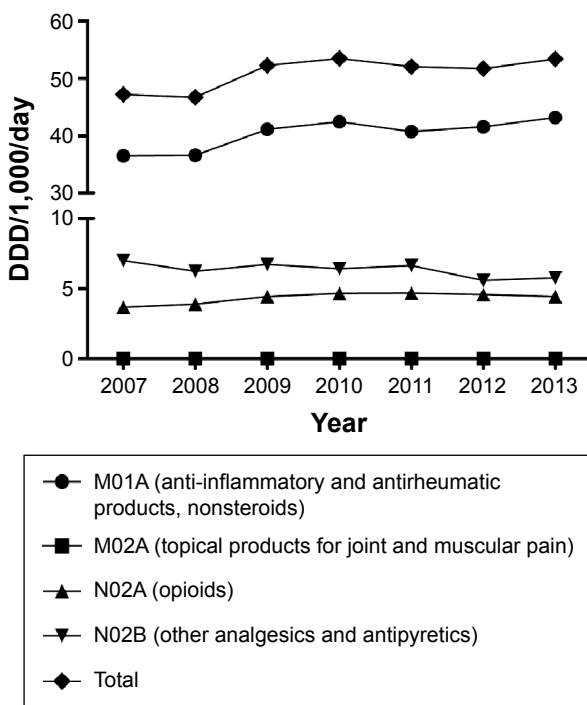 60
50
40
30
10
5
0
DDD/1,000/day
2007 2008 2009 2010 2011 2012 2013
Year
M01A (anti-inflammatory and antirheumatic
products, nonsteroids)
M02A (topical products for joint and muscular pain)
N02A (opioids)
N02B (other analgesics and antipyretics)
Total